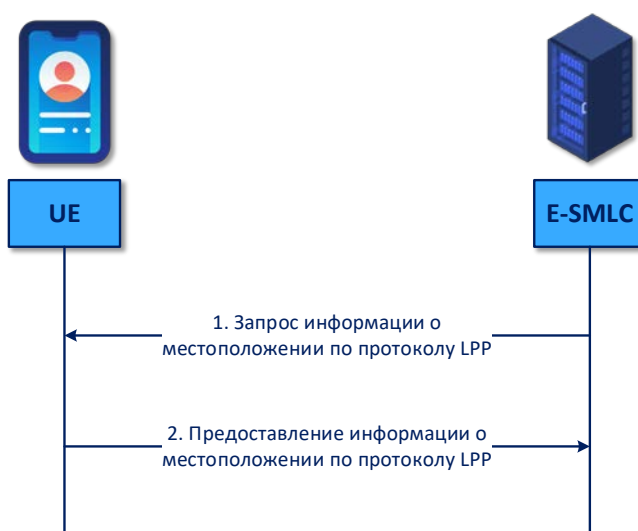 UE
E-SMLC
1. Запрос информации о
местоположении по протоколу LPP
2. Предоставление информации о
местоположении по протоколу LPP